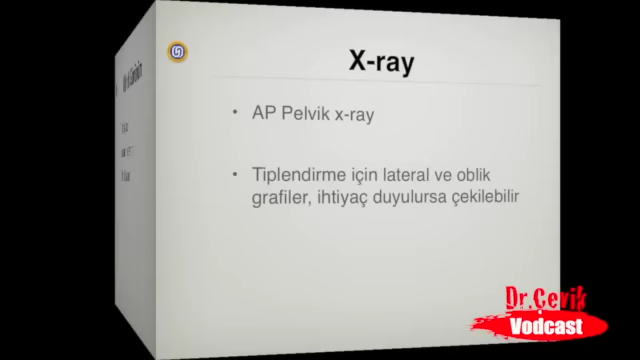 X-ray
• AP Pelvik x-ray
• Tiplendirme için lateral ve oblik
grafiler, ihtiyaç duyulursa çekilebilir
Dr.Çevik
Vodcast